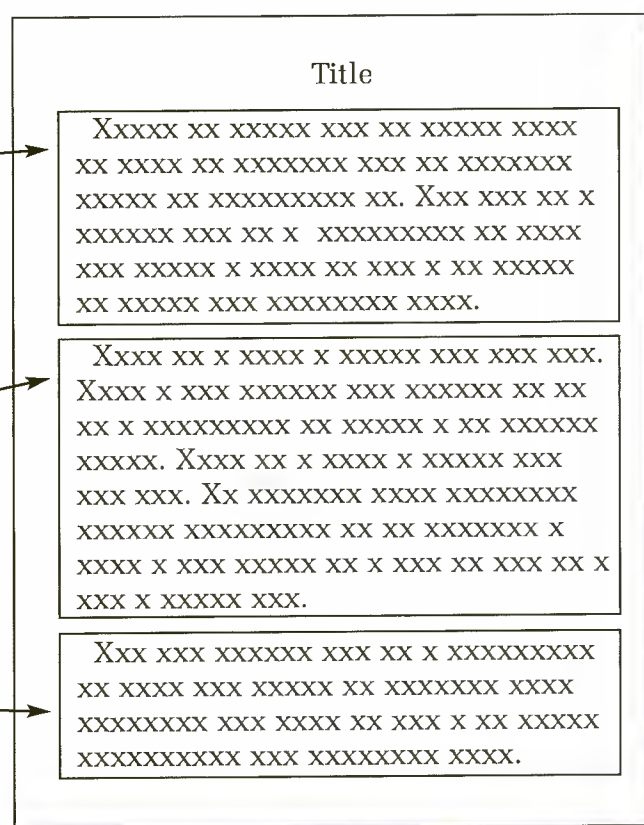 Title
Xxxxx xx xxxxx xxx xx xxxxx xxxx
xx xxxx xx xxxxxxx xxx xx xxxxxxx
xxxxx xx xxxxxxxxx xx. Xxx xxx xx x
xxxxxx xxx xx x xxxxxxxxx xx xxxx
xxx xxxxx x xxxx xx xxx x xx xxxxx
xx xxxxx xxx xxxxxxxx xxxx.
Xxxx xx x xxxx x xxxxx xxx xxx xxx.
Xxxx x xxx xxxxxx xxx xxxxxx xx xx
xx x xxxxxxxxx xx xxxxx x xx xxxxxx
xxxxx. Xxxx xx x xxxx x xxxxx xxx
xxx xxx. Xx xxxxxxx xxxx xxxxxxxx
xxxxxx xxxxxxxxx xx xx xxxxxxx x
xxxx x xxx xxxxx xx x xxx xx xxx xx x
xxx x xxxxx xxx.
Xxx xxx xxxxxx xxx xx x xxxxxxxxx
xx xxxx xxx xxxxx xx xxxxxxx xxxx
xxxxxxxx xxx xxxx xx xxx x xx xxxxx
xxxxxxxxxx xxx xxxxxxxx xxxx.